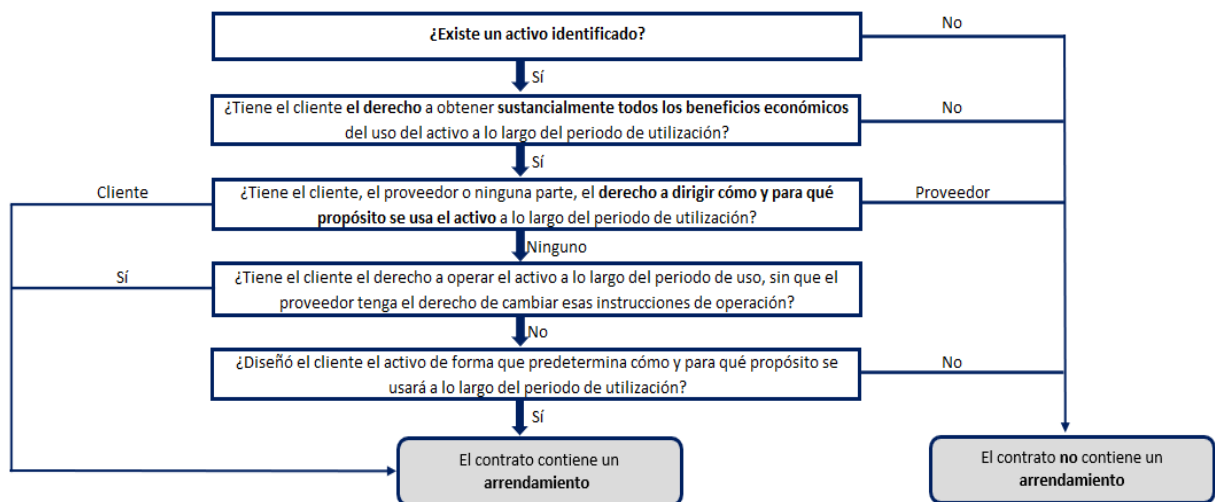 ¿Existe un activo identificado?
No
Sí
¿Tiene el cliente el derecho a obtener sustancialmente todos los beneficios económicos
del uso del activo a lo largo del periodo de utilización?
No
Sí
Cliente
¿Tiene el cliente, el proveedor o ninguna parte, el derecho a dirigir cómo y para qué
propósito se usa el activo a lo largo del periodo de utilización?
Proveedor
Ninguno
Sí
¿Tiene el cliente el derecho a operar el activo a lo largo del periodo de uso, sin que el
proveedor tenga el derecho de cambiar esas instrucciones de operación?
No
¿Diseñó el cliente el activo de forma que predetermina cómo y para qué propósito se
usará a lo largo del periodo de utilización?
No
Sí
El contrato contiene un
arrendamiento
El contrato no contiene un
arrendamiento